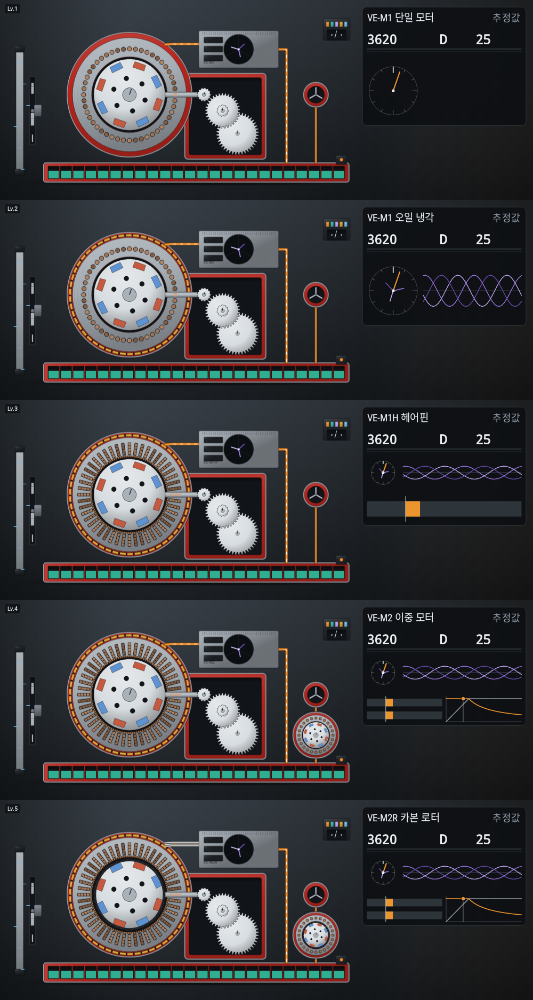 Lv.1
VE-M1 단일 모터 추정값
3620 D 25
Lv.2
VE-M1 오일 냉각 추정값
3620 D 25
Lv.3
VE-M1H 헤어핀 추정값
3620 D 25
Lv.4
VE-M2 이중 모터 추정값
3620 D 25
Lv.5
VE-M2R 카본 로터 추정값
3620 D 25